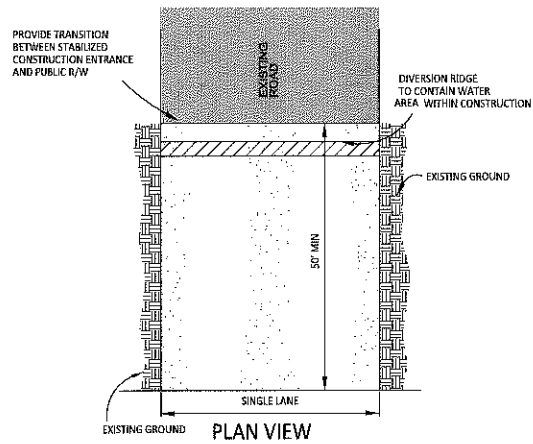 PROVIDE TRANSITION
BETWEEN STABILIZED
CONSTRUCTION ENTRANCE
AND PUBLIC R/W
EXISTING
ROAD
DIVERSION RIDGE
TO CONTAIN WATER
AREA WITHIN CONSTRUCTION
EXISTING GROUND
50' MIN
SINGLE LANE
EXISTING GROUND
PLAN VIEW